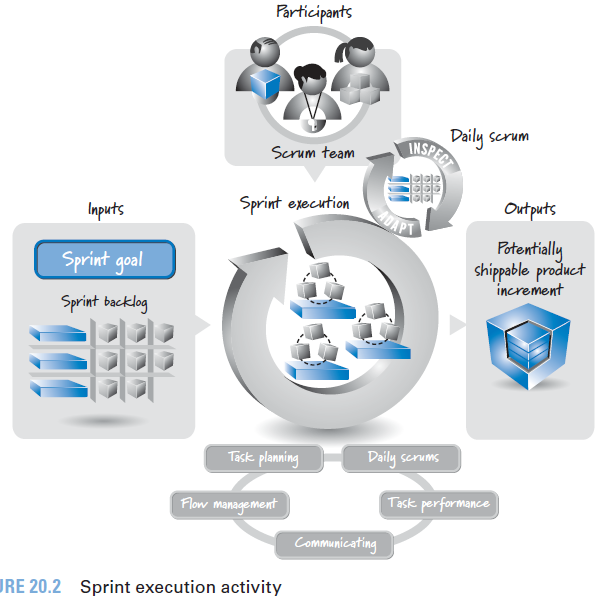 Participants
Scrum team
Daily scrum
INSPECT
ADAPT
Sprint execution
Inputs
Sprint goal
Sprint backlog
Outputs
Potentially
shippable product
increment
Task planning
Daily scrums
Flow management
Task performance
Communicating
URE 20.2 Sprint execution activity